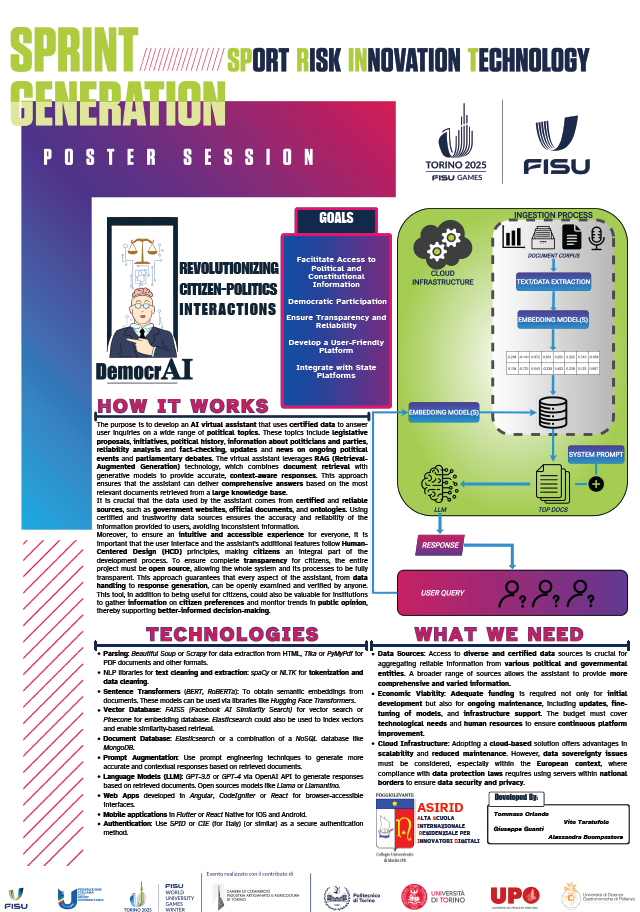 SPRINT
GENERATION
SPORT RISK INNOVATION TECHNOLOGY
POSTER SESSION
TORINO 2025
FISU GAMES
FISU
REVOLUTIONIZING
CITIZEN-POLITICS
INTERACTIONS
DemocrAI
GOALS
Facilitate Access to
Political and
Constitutional
Information
Democratic Participation
Ensure Transparency and
Reliability
Develop a User-Friendly
Platform
Integrate with State
Platforms
CLOUD
INFRASTRUCTURE
INGESTION PROCESS
DOCUMENT CORPUS
TEXT/DATA EXTRACTION
EMBEDDING MODEL(S)
EMBEDDING MODEL(S)
SYSTEM PROMPT
LLM
TOP DOCS
RESPONSE
USER QUERY
HOW IT WORKS
The purpose is to develop an AI virtual assistant that uses certified data to answer
user inquiries on a wide range of political topics. These topics include legislative
proposals, initiatives, political history, information about politicians and parties,
reliability analysis and fact-checking, updates and news on ongoing political
events and parliamentary debates. The virtual assistant leverages RAG (Retrieval-
Augmented Generation) technology, which combines document retrieval with
generative models to provide accurate, context-aware responses. This approach
ensures that the assistant can deliver comprehensive answers based on the most
relevant documents retrieved from a large knowledge base.
It is crucial that the data used by the assistant comes from certified and reliable
sources, such as government websites, official documents, and ontologies. Using
certified and trustworthy data sources ensures the accuracy and reliability of the
information provided to users, avoiding inconsistent information.
Moreover, to ensure an intuitive and accessible experience for everyone, it is
important that the user interface and the assistant's additional features follow Human-
Centered Design (HCD) principles, making citizens an integral part of the
development process. To ensure complete transparency for citizens, the entire
project must be open source, allowing the whole system and its processes to be fully
transparent. This approach guarantees that every aspect of the assistant, from data
handling to response generation, can be openly examined and verified by anyone.
This tool, in addition to being useful for citizens, could also be valuable for institutions
to gather information on citizen preferences and monitor trends in public opinion,
thereby supporting better-informed decision-making.
TECHNOLOGIES
• Parsing: Beautiful Soup or Scrapy for data extraction from HTML, Tika or PyMyPdf for
PDF documents and other formats.
• NLP libraries for text cleaning and extraction: spaCy or NLTK for tokenization and
data cleaning.
• Sentence Transformers (BERT, RoBERTa): To obtain semantic embeddings from
documents. These models can be used via libraries like Hugging Face Transformers.
• Vector Database: FAISS (Facebook AI Similarity Search) for vector search or
Pinecone for embedding database. Elasticsearch could also be used to index vectors
and enable similarity-based retrieval.
• Document Database: Elasticsearch or a combination of a NoSQL database like
MongoDB.
• Prompt Augmentation: Use prompt engineering techniques to generate more
accurate and contextual responses based on retrieved documents.
• Language Models (LLM): GPT-3.5 or GPT-4 via OpenAI API to generate responses
based on retrieved documents. Open sources models like Llama or Llamantino.
• Web Apps developed in Angular, CodeIgniter or React for browser-accessible
interfaces.
• Mobile applications in Flutter or React Native for iOS and Android.
• Authentication: Use SPID or CIE (for Italy) (or similar) as a secure authentication
method.
WHAT WE NEED
• Data Sources: Access to diverse and certified data sources is crucial for
aggregating reliable information from various political and governmental
entities. A broader range of sources allows the assistant to provide more
comprehensive and varied information.
• Economic Viability: Adequate funding is required not only for initial
development but also for ongoing maintenance, including updates, fine-
tuning of models, and infrastructure support. The budget must cover
technological needs and human resources to ensure continuous platform
improvement.
• Cloud Infrastructure: Adopting a cloud-based solution offers advantages in
scalability and reduced maintenance. However, data sovereignty issues
must be considered, especially within the European context, where
compliance with data protection laws requires using servers within national
borders to ensure data security and privacy.
POGGIOLEVANTE
Collegio Universitario
di Merito IPE
ASIRID
ALTA SCUOLA
INTERNAZIONALE
RESIDENZIALE PER
INNOVATORI DIGITALI
Developed By:
Tommaso Orlando
Vito Taratufolo
Giuseppe Guanti
Alessandra Buompastore
Evento realizzato con il contributo di
FISU
TORINO 2025
FISU
WORLD
UNIVERSITY
GAMES
WINTER
CAMERA DI COMMERCIO
INDUSTRIA ARTIGIANATO E AGRICOLTURA
DI TORINO
Politecnico
di Torino
UNIVERSITÀ
DI TORINO
UPO
Università di Scienze
Gastronomiche di Pollenzo